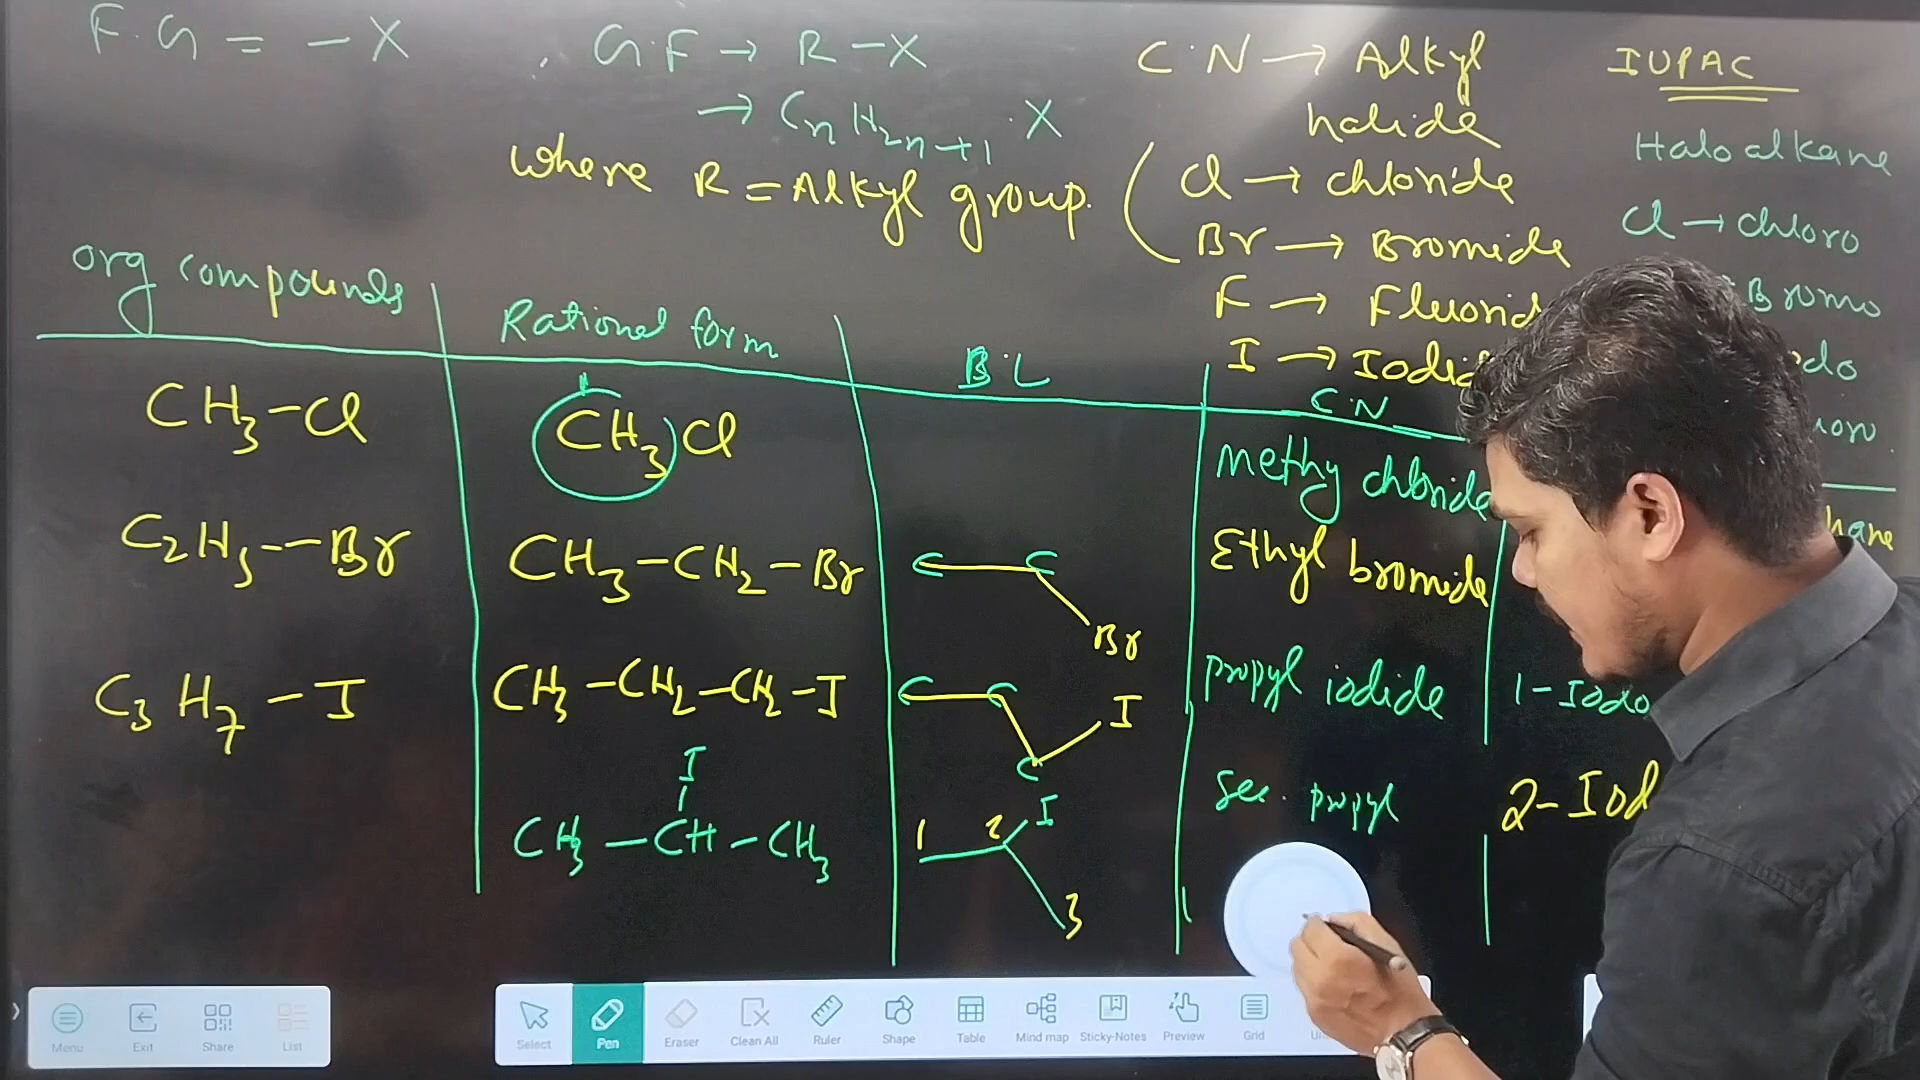 F.G = -X
G.F → R-X
→ CnH2n+1.X
where R = Alkyl group.
C.N → Alkyl
halide
Cl → chloride
Br → Bromide
F → Fluorid
I → Iodid
IUPAC
Haloalkane
Cl → chloro
Bromo
do
hane
org compounds
Rational form
B.L
C.N
CH3-Cl
CH3Cl
methy chloride
C2H5--Br
CH3-CH2-Br
C C
Br
Ethyl bromide
C3H7-I
CH3-CH2-CH2-I
C C
I
C
propyl iodide
1-Iodo
I
CH3-CH-CH3
1 2 I
3
Sec. propyl
2-Iod
Menu
Exit
Share
List
Select
Pen
Eraser
Clean All
Ruler
Shape
Table
Mind map
Sticky-Notes
Preview
Grid